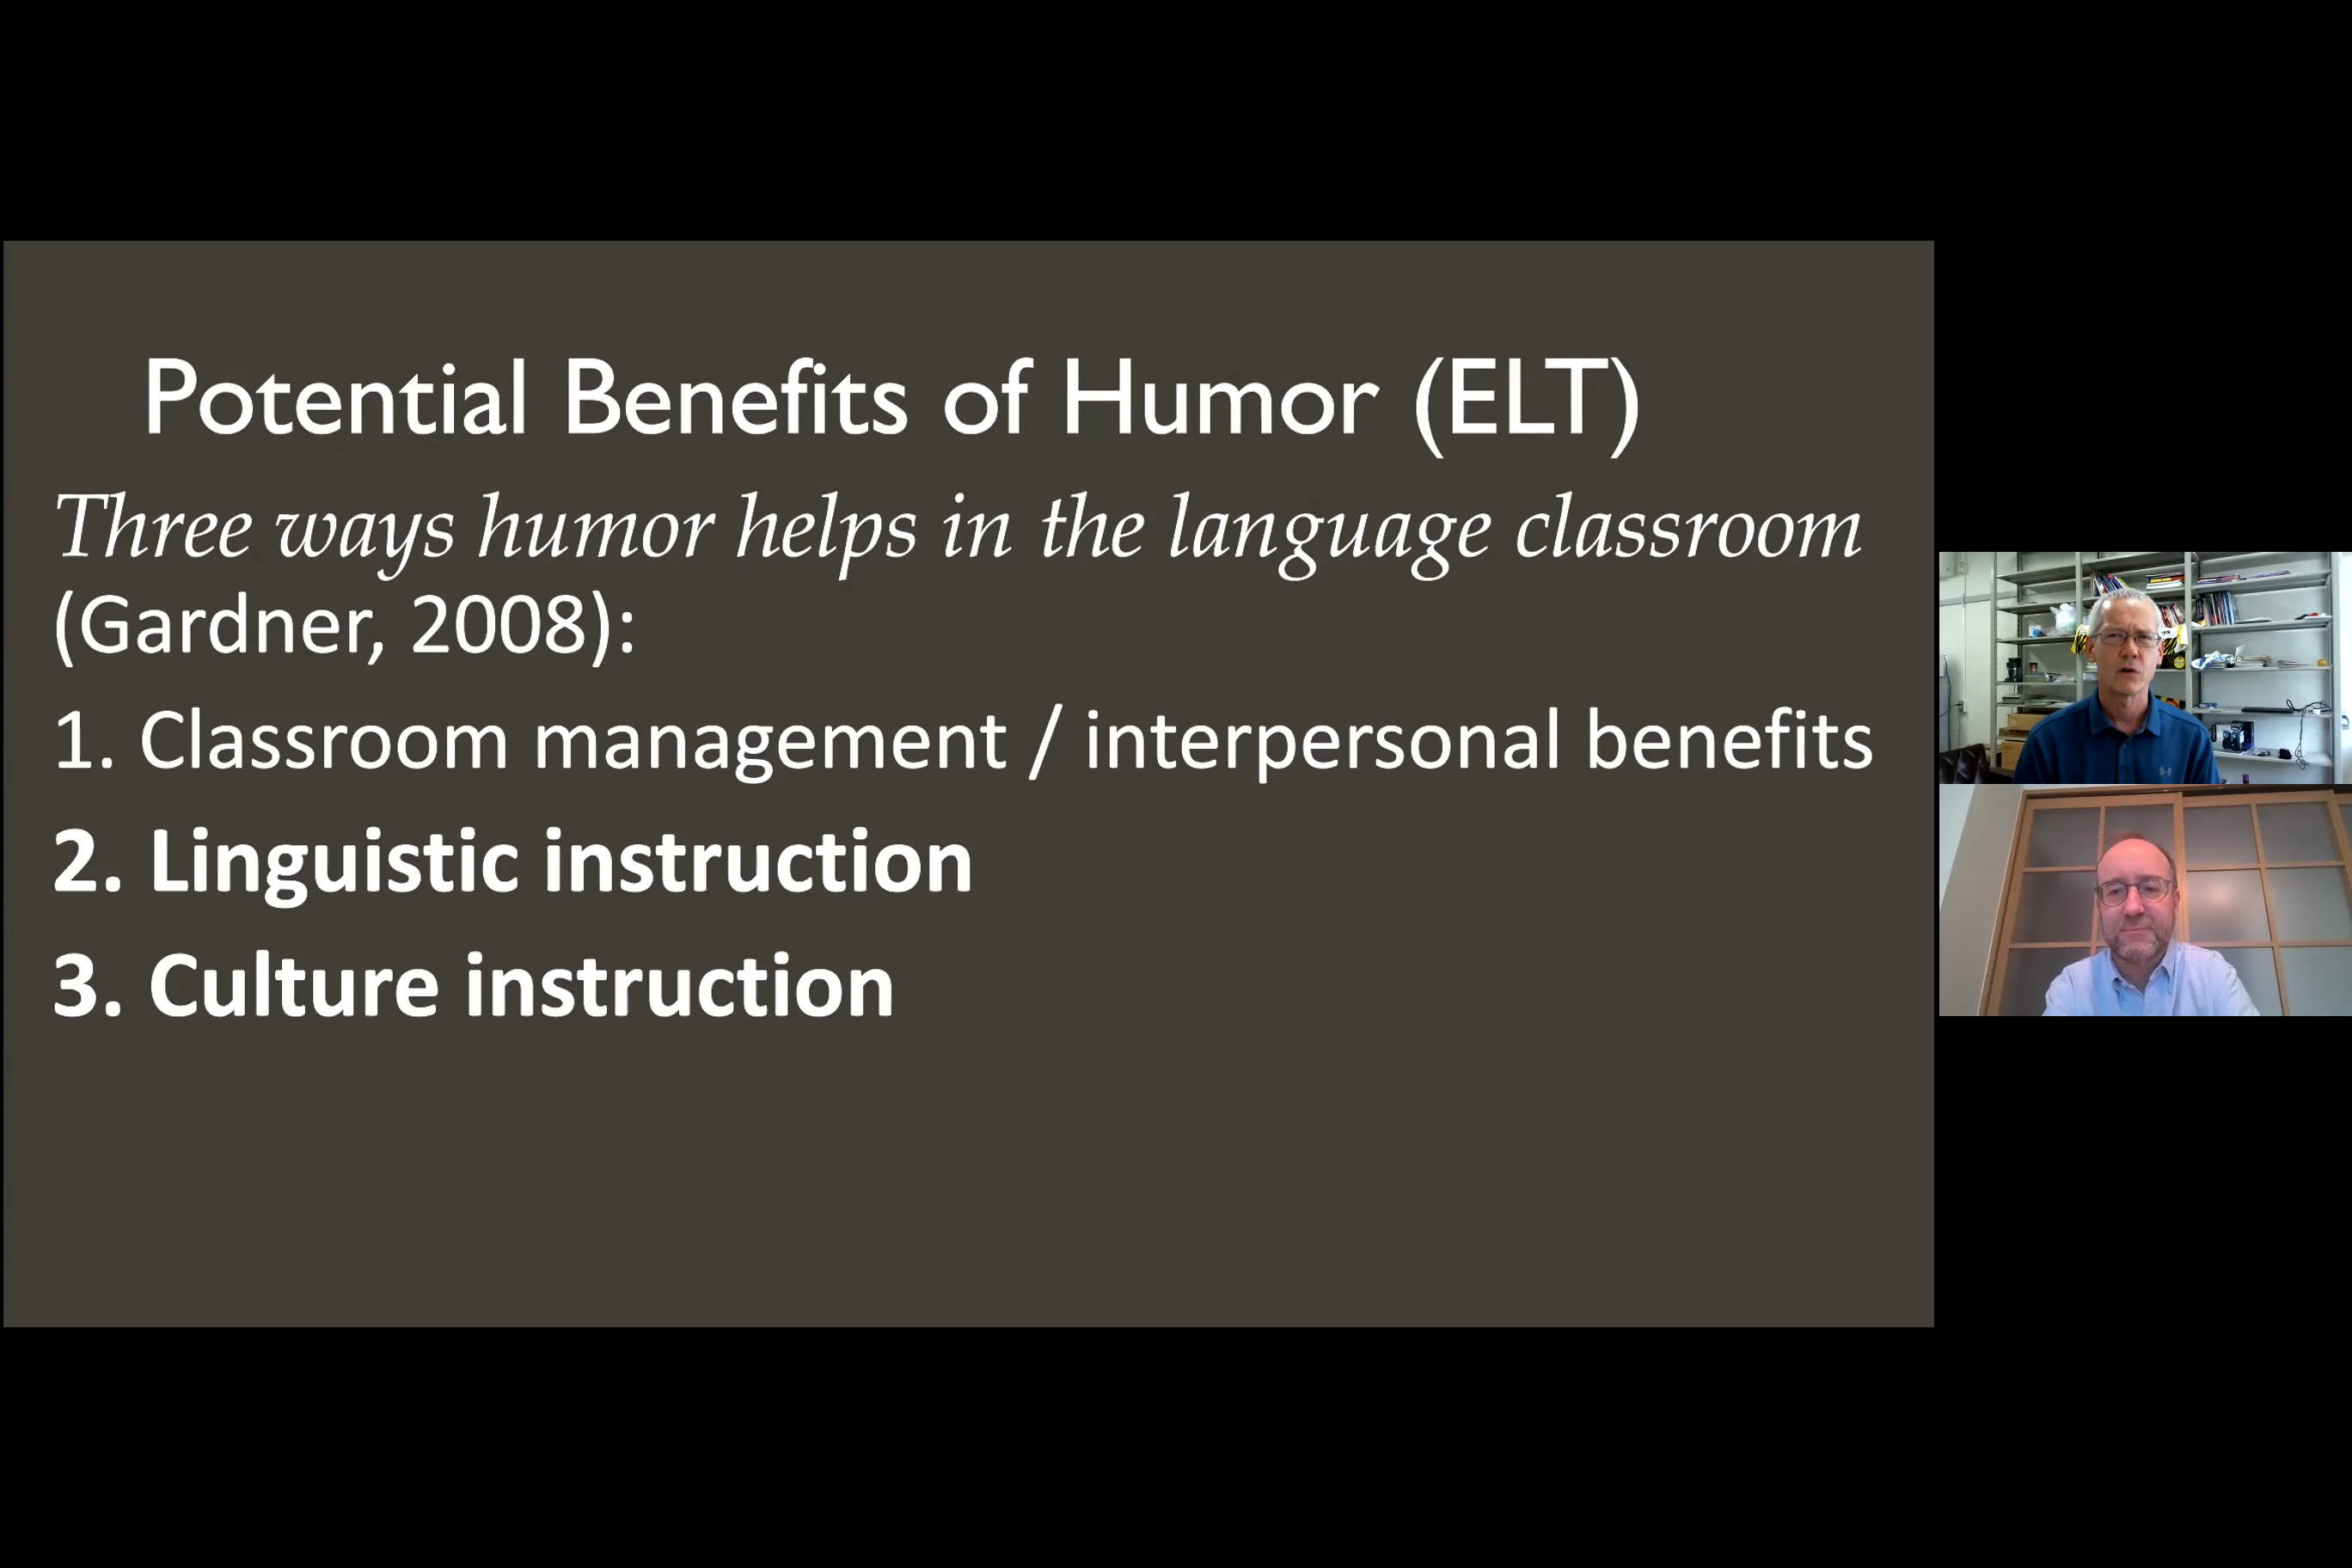 Potential Benefits of Humor (ELT)
Three ways humor helps in the language classroom
(Gardner, 2008):
1. Classroom management / interpersonal benefits
2. Linguistic instruction
3. Culture instruction